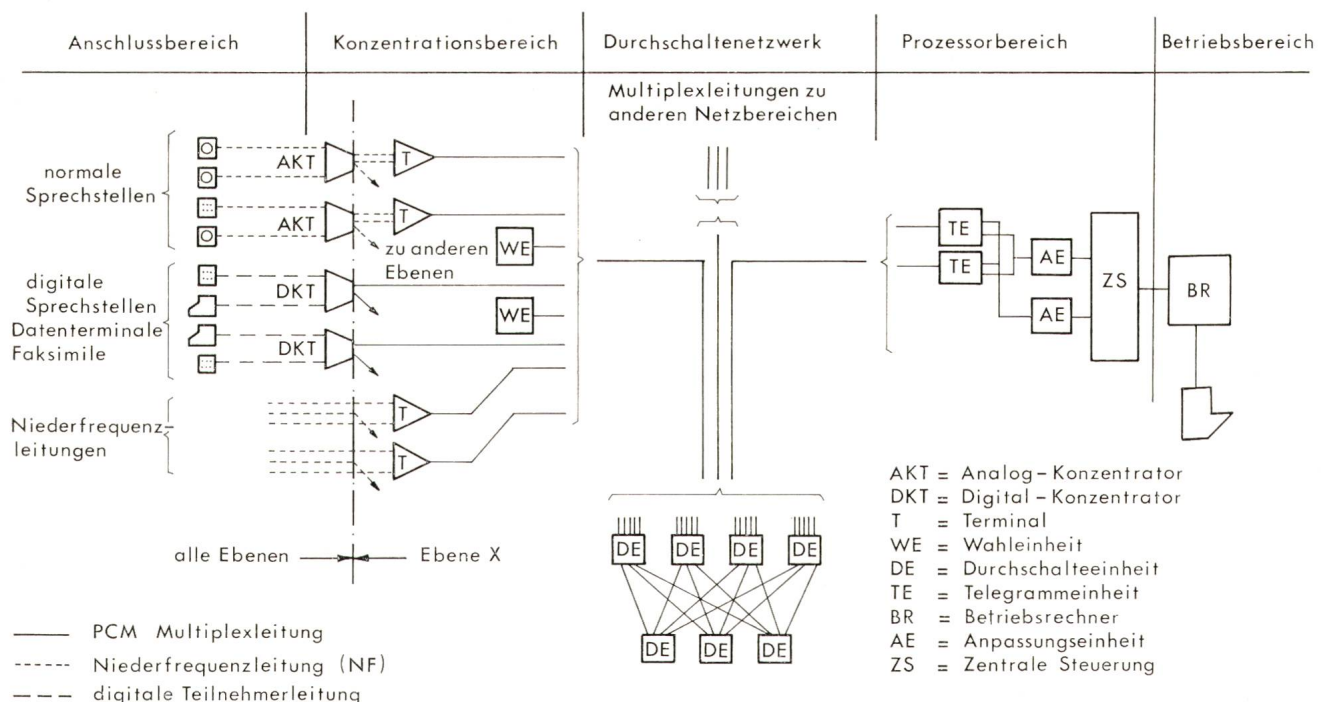 Anschlussbereich
Konzentrationsbereich
Durchschaltenetzwerk
Prozessorbereich
Betriebsbereich
Multiplexleitungen zu
anderen Netzbereichen
normale
Sprechstellen
AKT
T
AKT
T
zu anderen
Ebenen
WE
digitale
Sprechstellen
Datenterminale
Faksimile
DKT
DKT
WE
Niederfrequenz-
leitungen
T
T
TE
TE
AE
AE
ZS
BR
alle Ebenen
Ebene X
DE
DE
DE
DE
DE
DE
DE
AKT = Analog-Konzentrator
DKT = Digital-Konzentrator
T = Terminal
WE = Wahleinheit
DE = Durchschalteeinheit
TE = Telegrammeinheit
BR = Betriebsrechner
AE = Anpassungseinheit
ZS = Zentrale Steuerung
PCM Multiplexleitung
Niederfrequenzleitung (NF)
digitale Teilnehmerleitung